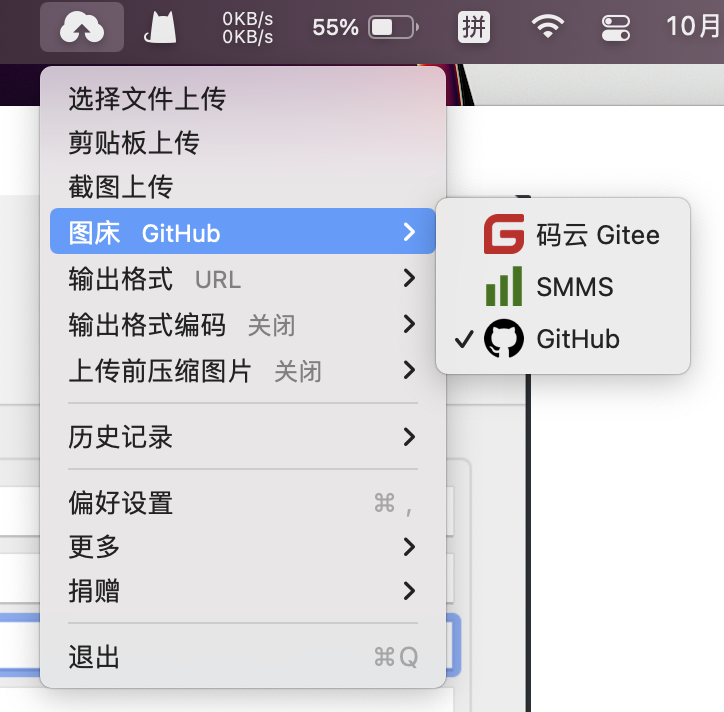 0KB/s
0KB/s
55%
拼
10月
选择文件上传
剪贴板上传
截图上传
图床 GitHub
码云 Gitee
SMMS
GitHub
输出格式 URL
输出格式编码 关闭
上传前压缩图片 关闭
历史记录
偏好设置 ⌘ ,
更多
捐赠
退出 ⌘Q